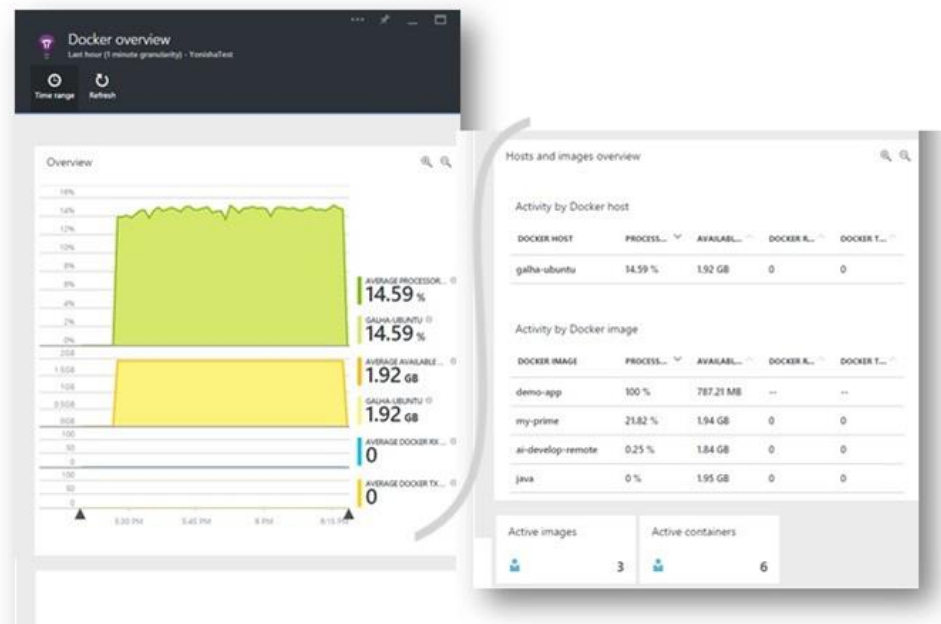 Docker overview
Last hour (1 minute granularity) - YonishaTest
Time range
Refresh
Overview
16%
14%
12%
10%
8%
6%
4%
2%
0%
2GB
1.5GB
1GB
0.5GB
0GB
100
50
0
100
50
0
5:30 PM 5:45 PM 6 PM 6:15 PM
AVERAGE PROCESSOR...
14.59 %
GALHA-UBUNTU
14.59 %
AVERAGE AVAILABLE ...
1.92 GB
GALHA-UBUNTU
1.92 GB
AVERAGE DOCKER RX ...
0
AVERAGE DOCKER TX ...
0
Hosts and images overview
Activity by Docker host
DOCKER HOST PROCESS... AVAILABL... DOCKER R... DOCKER T...
galha-ubuntu 14.59 % 1.92 GB 0 0
Activity by Docker image
DOCKER IMAGE PROCESS... AVAILABL... DOCKER R... DOCKER T...
demo-app 100 % 787.21 MB -- --
my-prime 21.82 % 1.94 GB 0 0
ai-develop-remote 0.25 % 1.84 GB 0 0
java 0 % 1.95 GB 0 0
Active images
3
Active containers
6